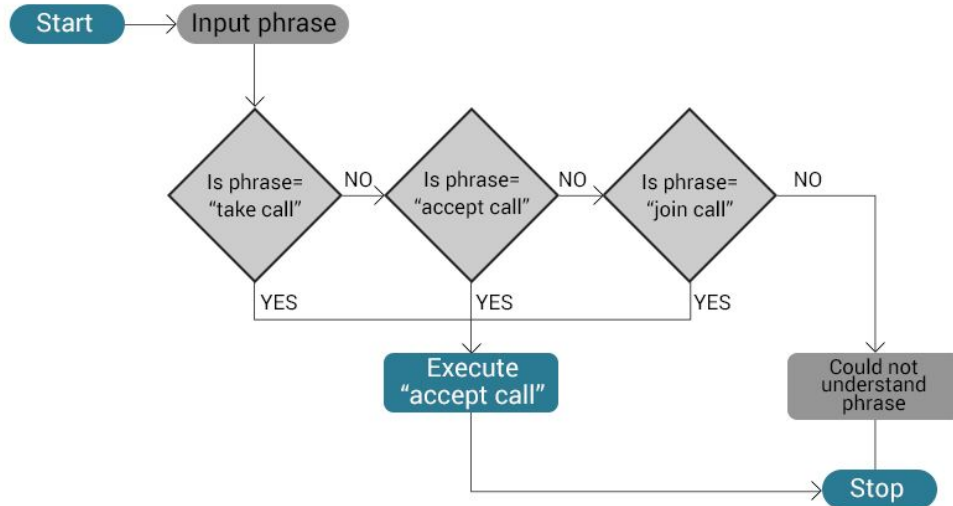 Start
Input phrase
Is phrase=
“take call”
NO
Is phrase=
“accept call”
NO
Is phrase=
“join call”
NO
YES
YES
YES
Execute
“accept call”
Could not
understand
phrase
Stop